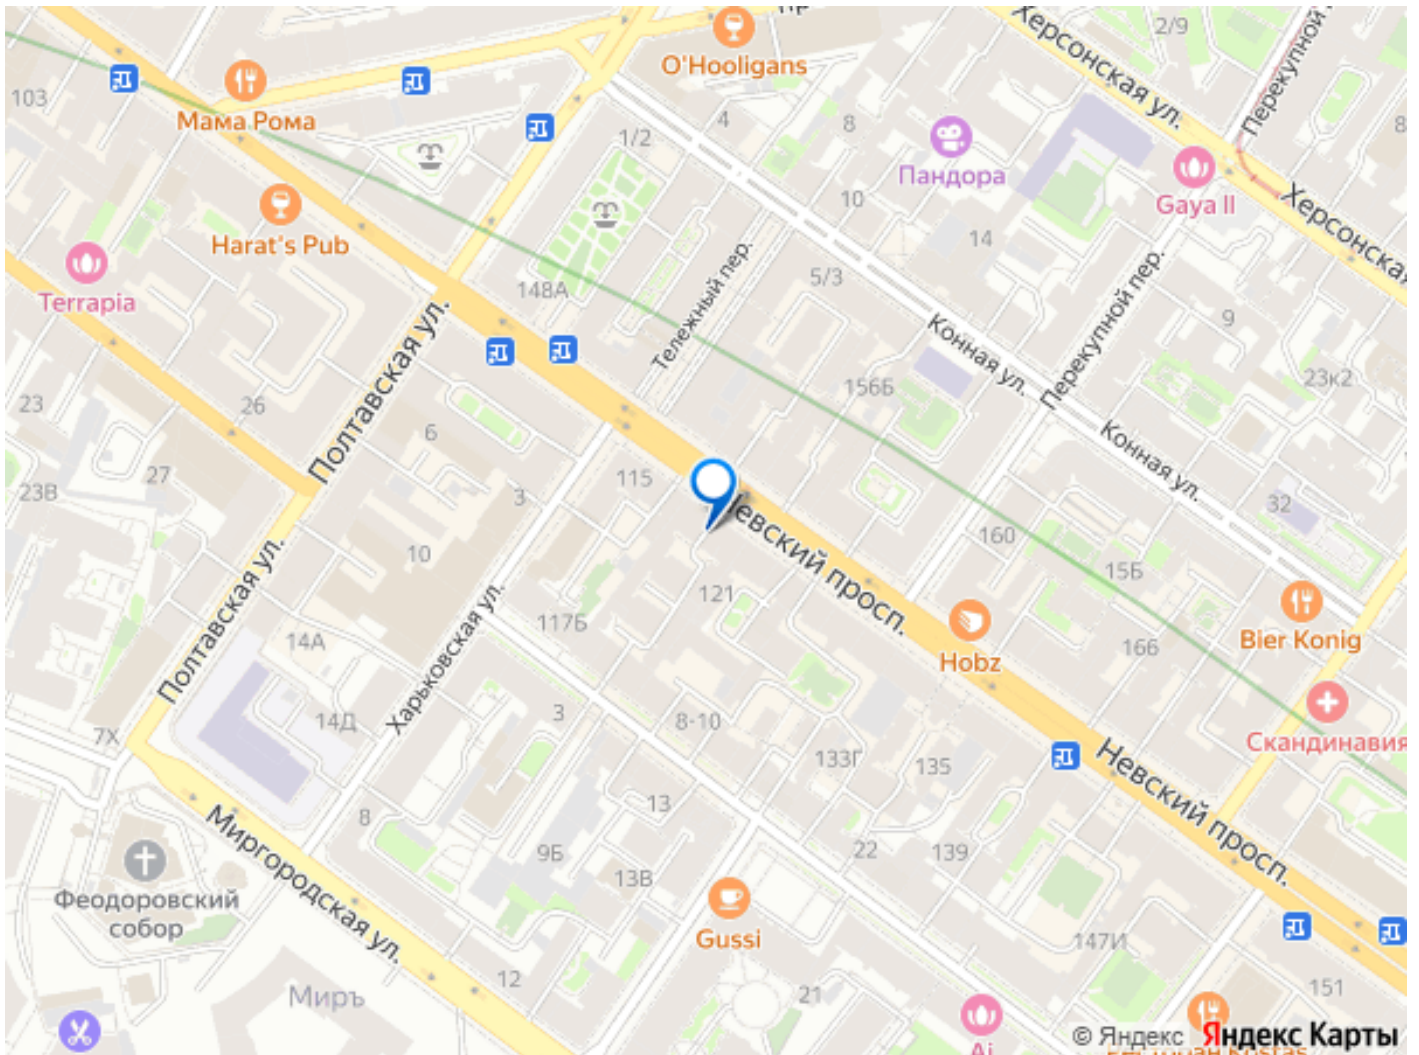 Херсонская ул.
2/9
Перекупной
O'Hooligans
103
Мама Рома
1/2
4
8
8
Пандора
10
Gaya II
Херсонская
Harat's Pub
14
Terrapia
148А
Тележный пер.
5/3
Перекупной пер.
9
Конная ул.
156Б
23к2
Полтавская ул.
23
26
6
Конная ул.
27
115
23В
3
32
Невский просп.
10
160
15Б
121
Полтавская ул.
117Б
Харьковская ул.
14А
Hobz
Bier Konig
166
3
14Д
8-10
7Х
Скандинавия
133Г
135
Невский просп.
13
8
Миргородская ул.
9Б
22
139
13В
Феодоровский
собор
Gussi
147И
12
21
151
Миръ
Ai
© Яндекс Яндекс Карты